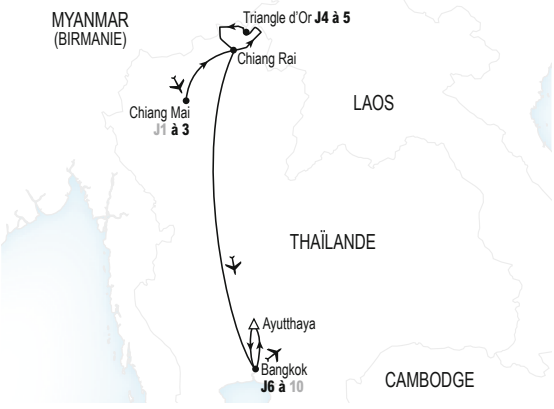 MYANMAR
(BIRMANIE)
Triangle d'Or J4 à 5
Chiang Rai
Chiang Mai
J1 à 3
LAOS
THAÏLANDE
Ayutthaya
Bangkok
J6 à 10
CAMBODGE